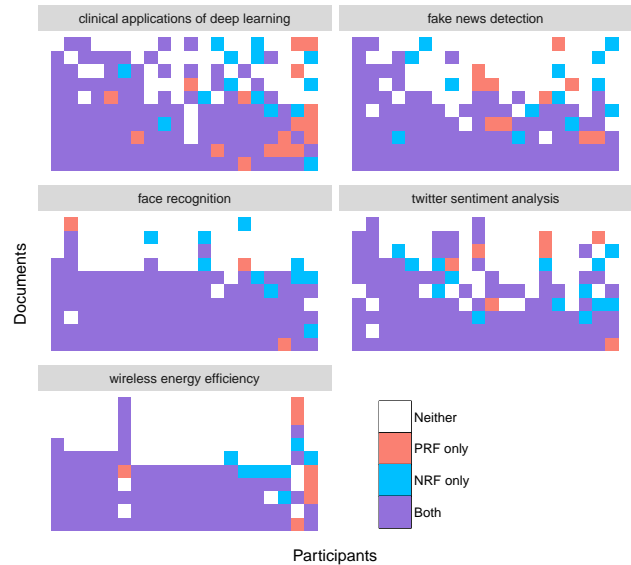 clinical applications of deep learning
fake news detection
face recognition
twitter sentiment analysis
wireless energy efficiency
Documents
Participants
Neither
PRF only
NRF only
Both